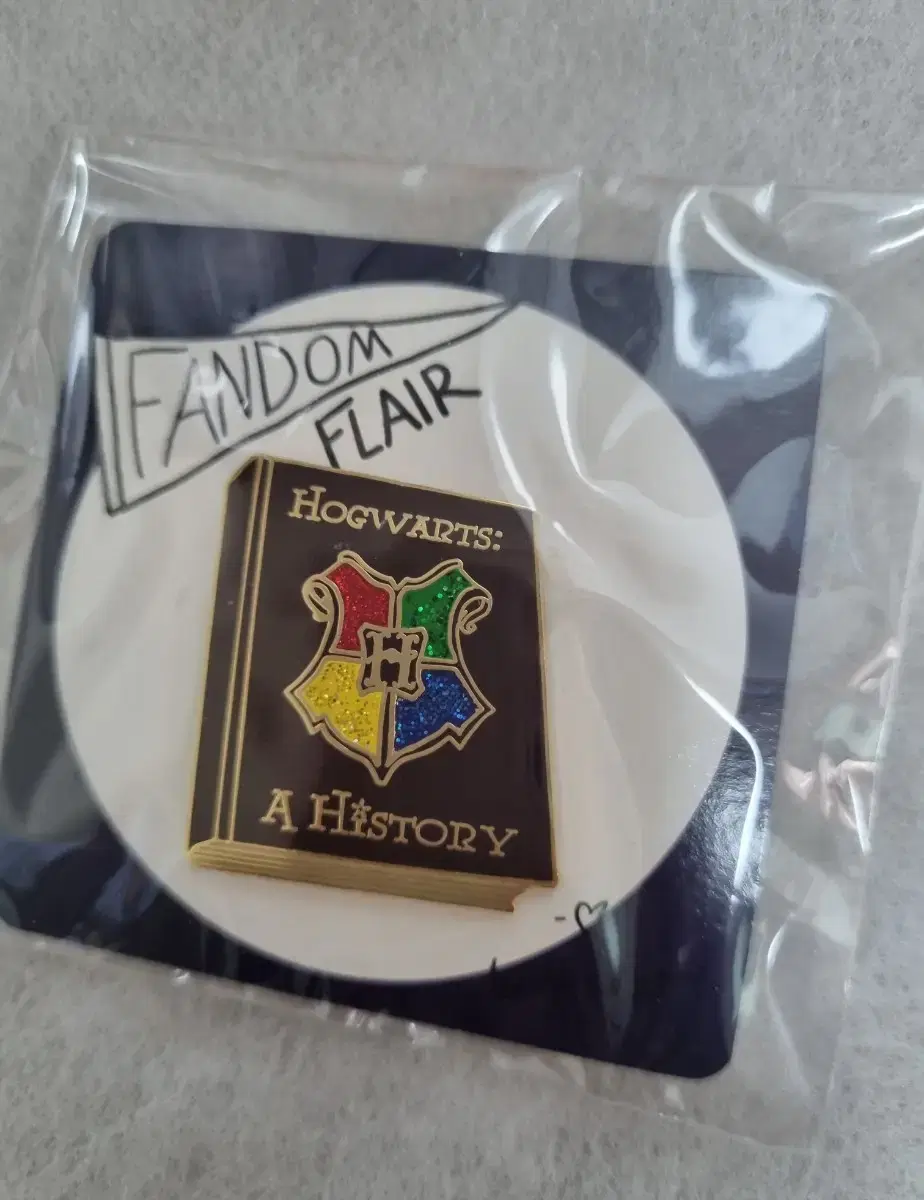 FANDOM
FLAIR
HOGWARTS:
H
A HISTORY